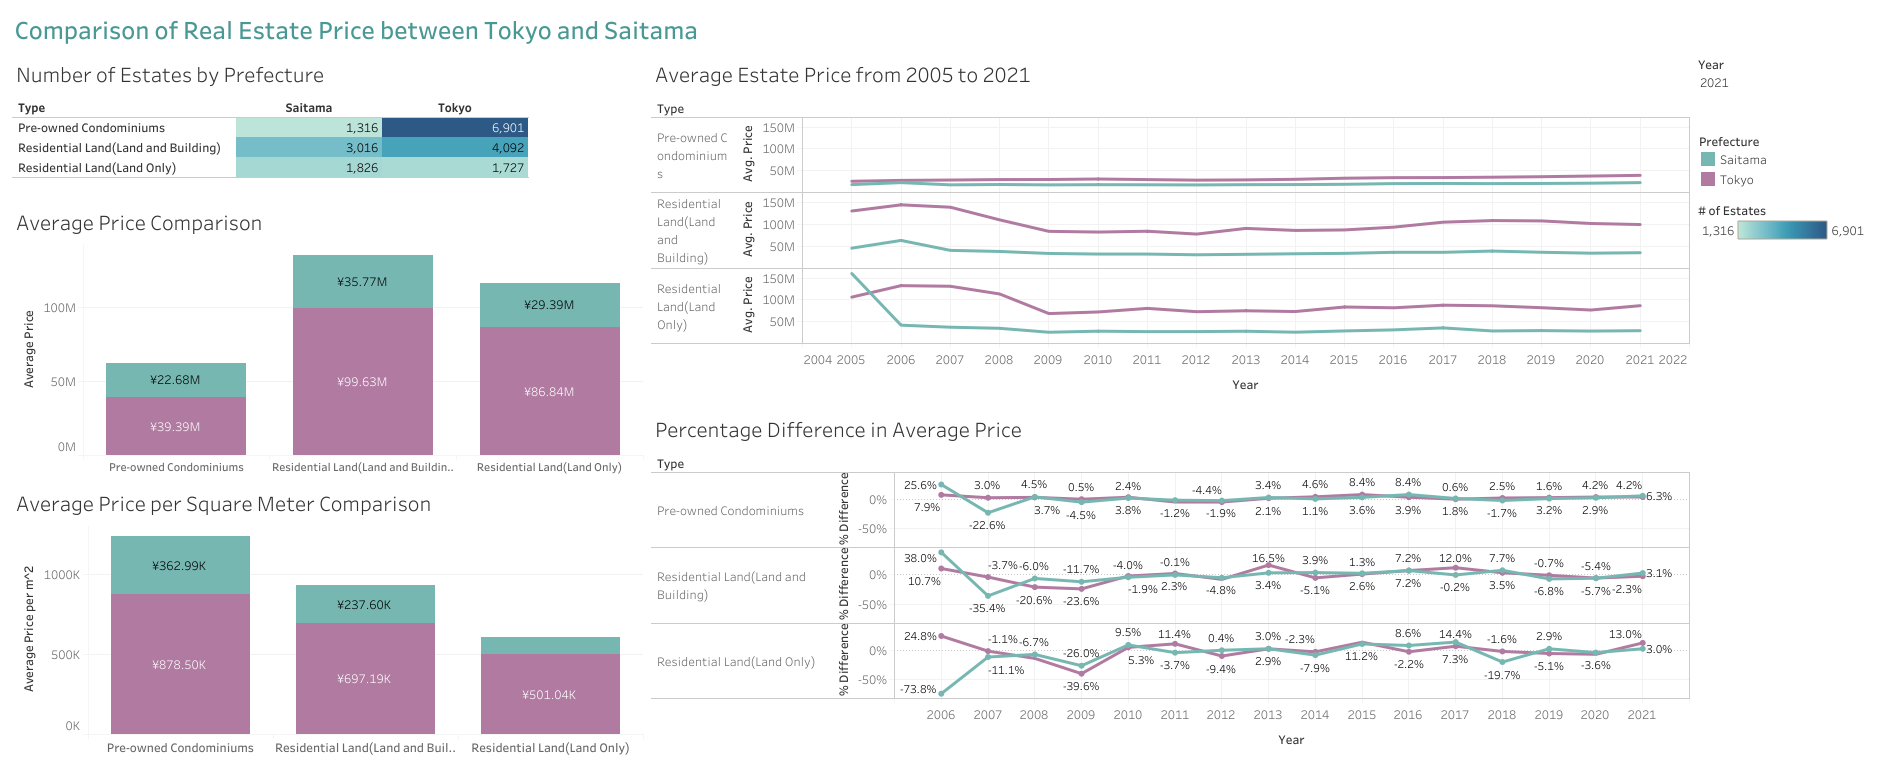 Comparison of Real Estate Price between Tokyo and Saitama
Number of Estates by Prefecture
Type Saitama Tokyo
Pre-owned Condominiums 1,316 6,901
Residential Land(Land and Building) 3,016 4,092
Residential Land(Land Only) 1,826 1,727
Average Price Comparison
Average Price
100M
50M
0M
¥22.68M
¥39.39M
¥35.77M
¥99.63M
¥29.39M
¥86.84M
Pre-owned Condominiums Residential Land(Land and Buildin.. Residential Land(Land Only)
Average Price per Square Meter Comparison
Average Price per m^2
1000K
500K
0K
¥362.99K
¥878.50K
¥237.60K
¥697.19K
¥501.04K
Pre-owned Condominiums Residential Land(Land and Buil.. Residential Land(Land Only)
Average Estate Price from 2005 to 2021
Type
Pre-owned C
ondominium
s
Avg. Price
150M
100M
50M
Residential
Land(Land
and
Building)
Avg. Price
150M
100M
50M
Residential
Land(Land
Only)
Avg. Price
150M
100M
50M
2004 2005 2006 2007 2008 2009 2010 2011 2012 2013 2014 2015 2016 2017 2018 2019 2020 2021 2022
Year
Percentage Difference in Average Price
Type
Pre-owned Condominiums
% Difference
0%
-50%
25.6% 3.0% 4.5% 0.5% 2.4% -4.4% 3.4% 4.6% 8.4% 8.4% 0.6% 2.5% 1.6% 4.2% 4.2%
7.9% -22.6% 3.7% -4.5% 3.8% -1.2% -1.9% 2.1% 1.1% 3.6% 3.9% 1.8% -1.7% 3.2% 2.9% 6.3%
Residential Land(Land and
Building)
% Difference
0%
-50%
38.0% -3.7% -6.0% -11.7% -4.0% -0.1% 16.5% 3.9% 1.3% 7.2% 12.0% 7.7% -0.7% -5.4% 3.1%
10.7% -35.4% -20.6% -23.6% -1.9% 2.3% -4.8% 3.4% -5.1% 2.6% 7.2% -0.2% 3.5% -6.8% -5.7% -2.3%
Residential Land(Land Only)
% Difference
0%
-50%
24.8% -1.1% -6.7% -26.0% 9.5% 11.4% 0.4% 3.0% -2.3% 8.6% 14.4% -1.6% 2.9% 13.0%
-73.8% -11.1% -39.6% 5.3% -3.7% -9.4% 2.9% -7.9% 11.2% -2.2% 7.3% -19.7% -5.1% -3.6% 3.0%
2006 2007 2008 2009 2010 2011 2012 2013 2014 2015 2016 2017 2018 2019 2020 2021
Year
Year
2021
Prefecture
Saitama
Tokyo
# of Estates
1,316 6,901